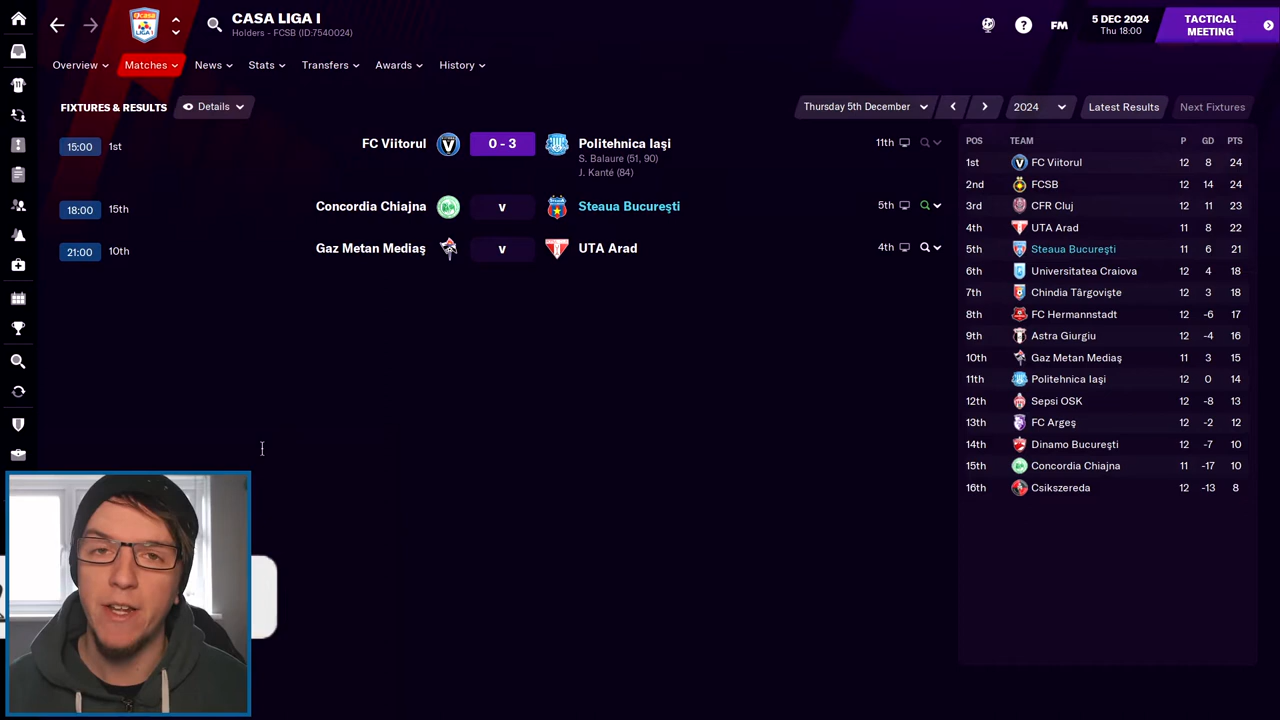 CASA LIGA I
Holders - FCSB (ID:7540024)
FM
5 DEC 2024
Thu 18:00
TACTICAL
MEETING
Overview
Matches
News
Stats
Transfers
Awards
History
FIXTURES & RESULTS
Details
Thursday 5th December
2024
Latest Results
Next Fixtures
15:00 1st FC Viitorul 0 - 3 Politehnica Iaşi 11th
S. Balaure (51, 90)
J. Kanté (84)
18:00 15th Concordia Chiajna v Steaua Bucureşti 5th
21:00 10th Gaz Metan Mediaş v UTA Arad 4th
POS TEAM P GD PTS
1st FC Viitorul 12 8 24
2nd FCSB 12 14 24
3rd CFR Cluj 12 11 23
4th UTA Arad 11 8 22
5th Steaua Bucureşti 11 6 21
6th Universitatea Craiova 12 4 18
7th Chindia Târgovişte 12 3 18
8th FC Hermannstadt 12 -6 17
9th Astra Giurgiu 12 -4 16
10th Gaz Metan Mediaş 11 3 15
11th Politehnica Iaşi 12 0 14
12th Sepsi OSK 12 -8 13
13th FC Argeş 12 -2 12
14th Dinamo Bucureşti 12 -7 10
15th Concordia Chiajna 11 -17 10
16th Csikszereda 12 -13 8